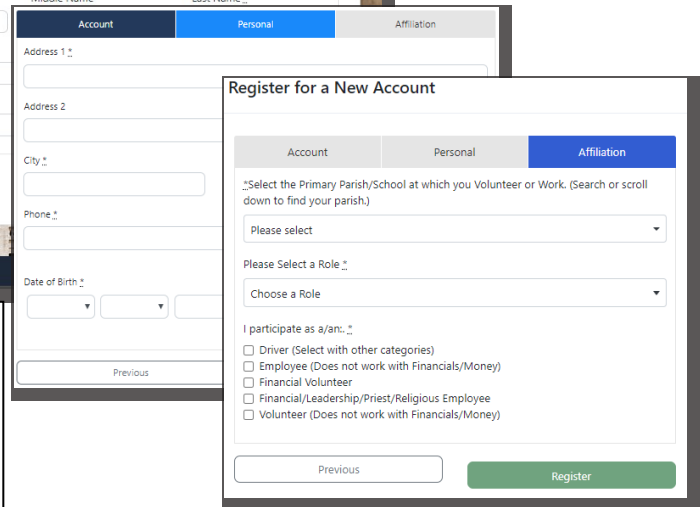 Middle Name Last Name *
Account Personal Affiliation
Address 1 *
Address 2
City *
Phone *
Date of Birth *
Previous
Register for a New Account
Account Personal Affiliation
*Select the Primary Parish/School at which you Volunteer or Work. (Search or scroll
down to find your parish.)
Please select
Please Select a Role *
Choose a Role
I participate as a/an:. *
Driver (Select with other categories)
Employee (Does not work with Financials/Money)
Financial Volunteer
Financial/Leadership/Priest/Religious Employee
Volunteer (Does not work with Financials/Money)
Previous Register